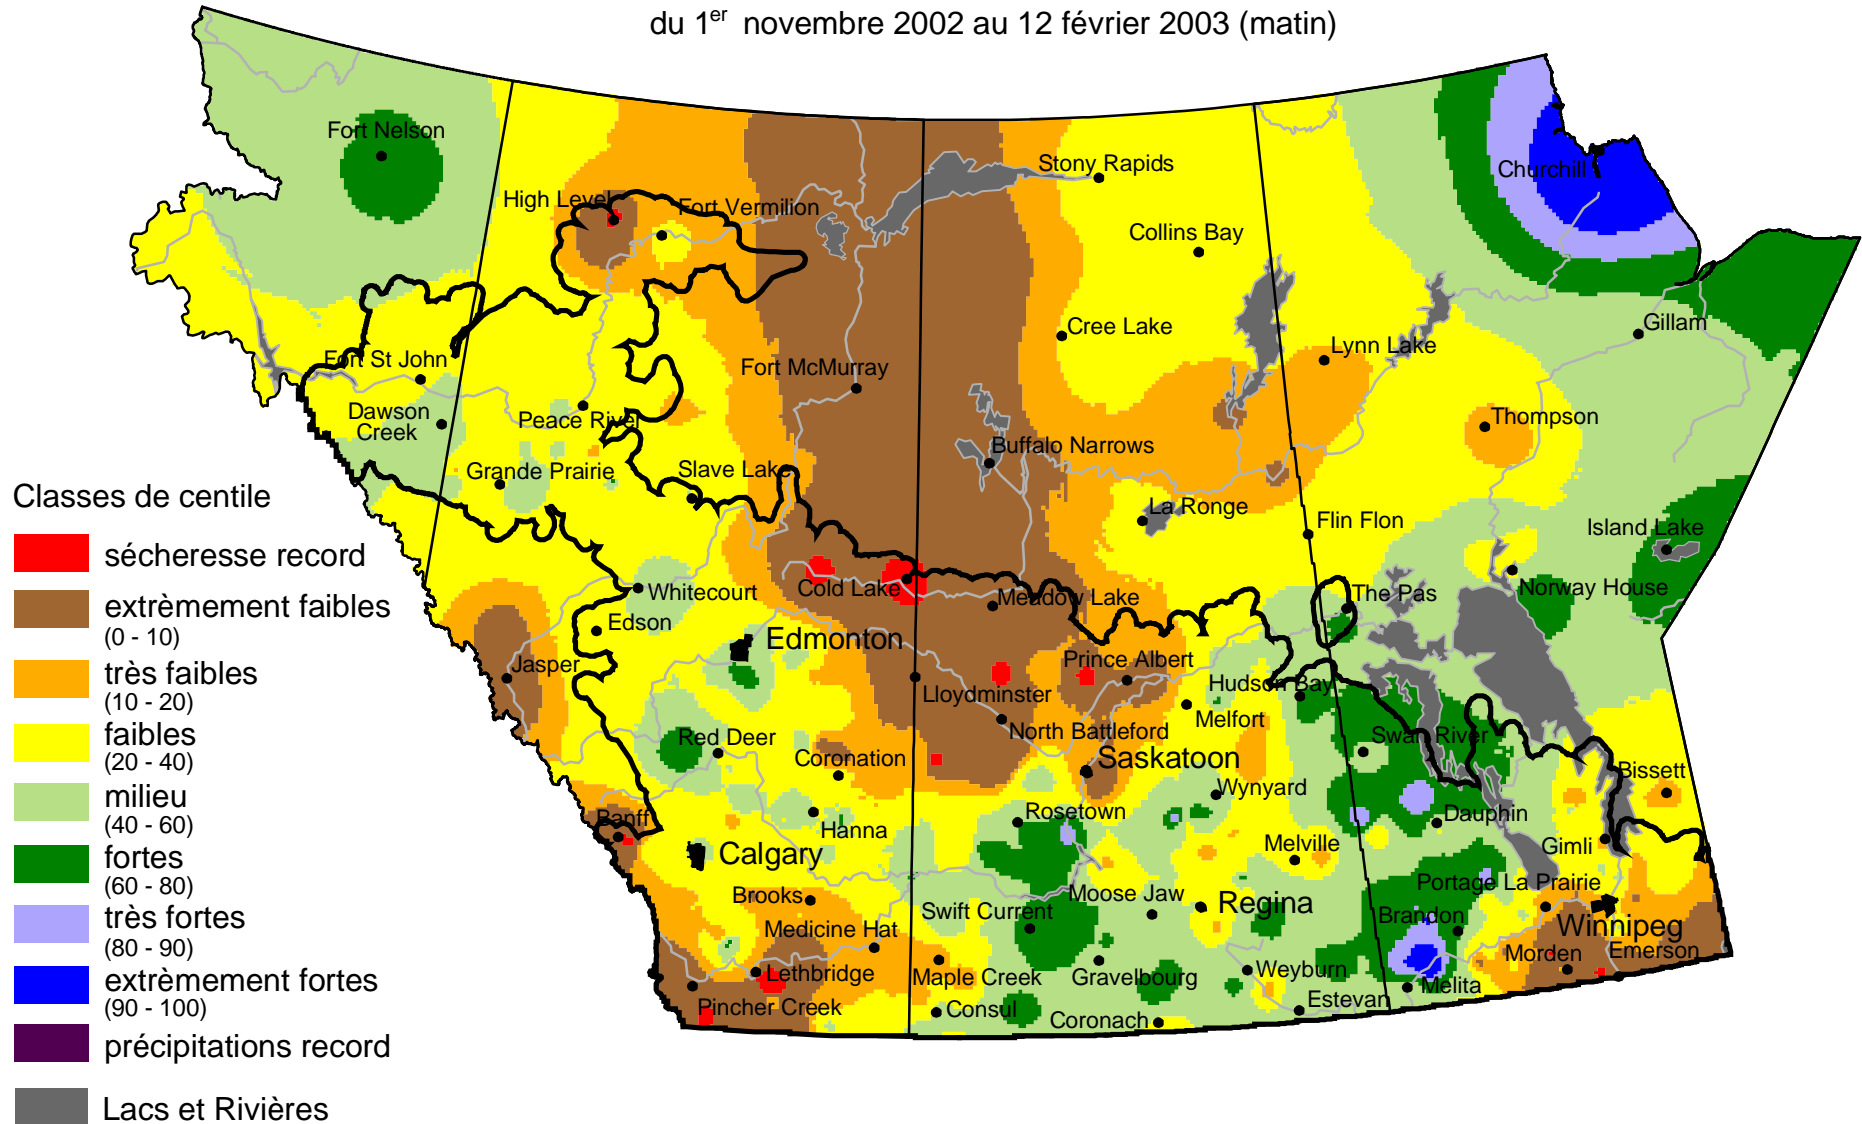 du 1er novembre 2002 au 12 février 2003 (matin)
Fort Nelson
Churchill
Stony Rapids
High Level
Fort Vermilion
Collins Bay
Gillam
Cree Lake
Lynn Lake
Fort St John
Fort McMurray
Dawson
Creek
Peace River
Thompson
Buffalo Narrows
Grande Prairie
Slave Lake
La Ronge
Flin Flon
Island Lake
Whitecourt
Cold Lake
Meadow Lake
The Pas
Norway House
Edson
Edmonton
Jasper
Prince Albert
Lloydminster
Hudson Bay
Melfort
North Battleford
Red Deer
Swan River
Coronation
Saskatoon
Bissett
Wynyard
Banff
Hanna
Rosetown
Dauphin
Calgary
Melville
Gimli
Brooks
Moose Jaw
Portage La Prairie
Regina
Swift Current
Brandon
Medicine Hat
Winnipeg
Morden
Emerson
Lethbridge
Maple Creek
Gravelbourg
Weyburn
Melita
Pincher Creek
Consul
Coronach
Estevan
Classes de centile
sécheresse record
extrèmement faibles
(0 - 10)
très faibles
(10 - 20)
faibles
(20 - 40)
milieu
(40 - 60)
fortes
(60 - 80)
très fortes
(80 - 90)
extrèmement fortes
(90 - 100)
précipitations record
Lacs et Rivières